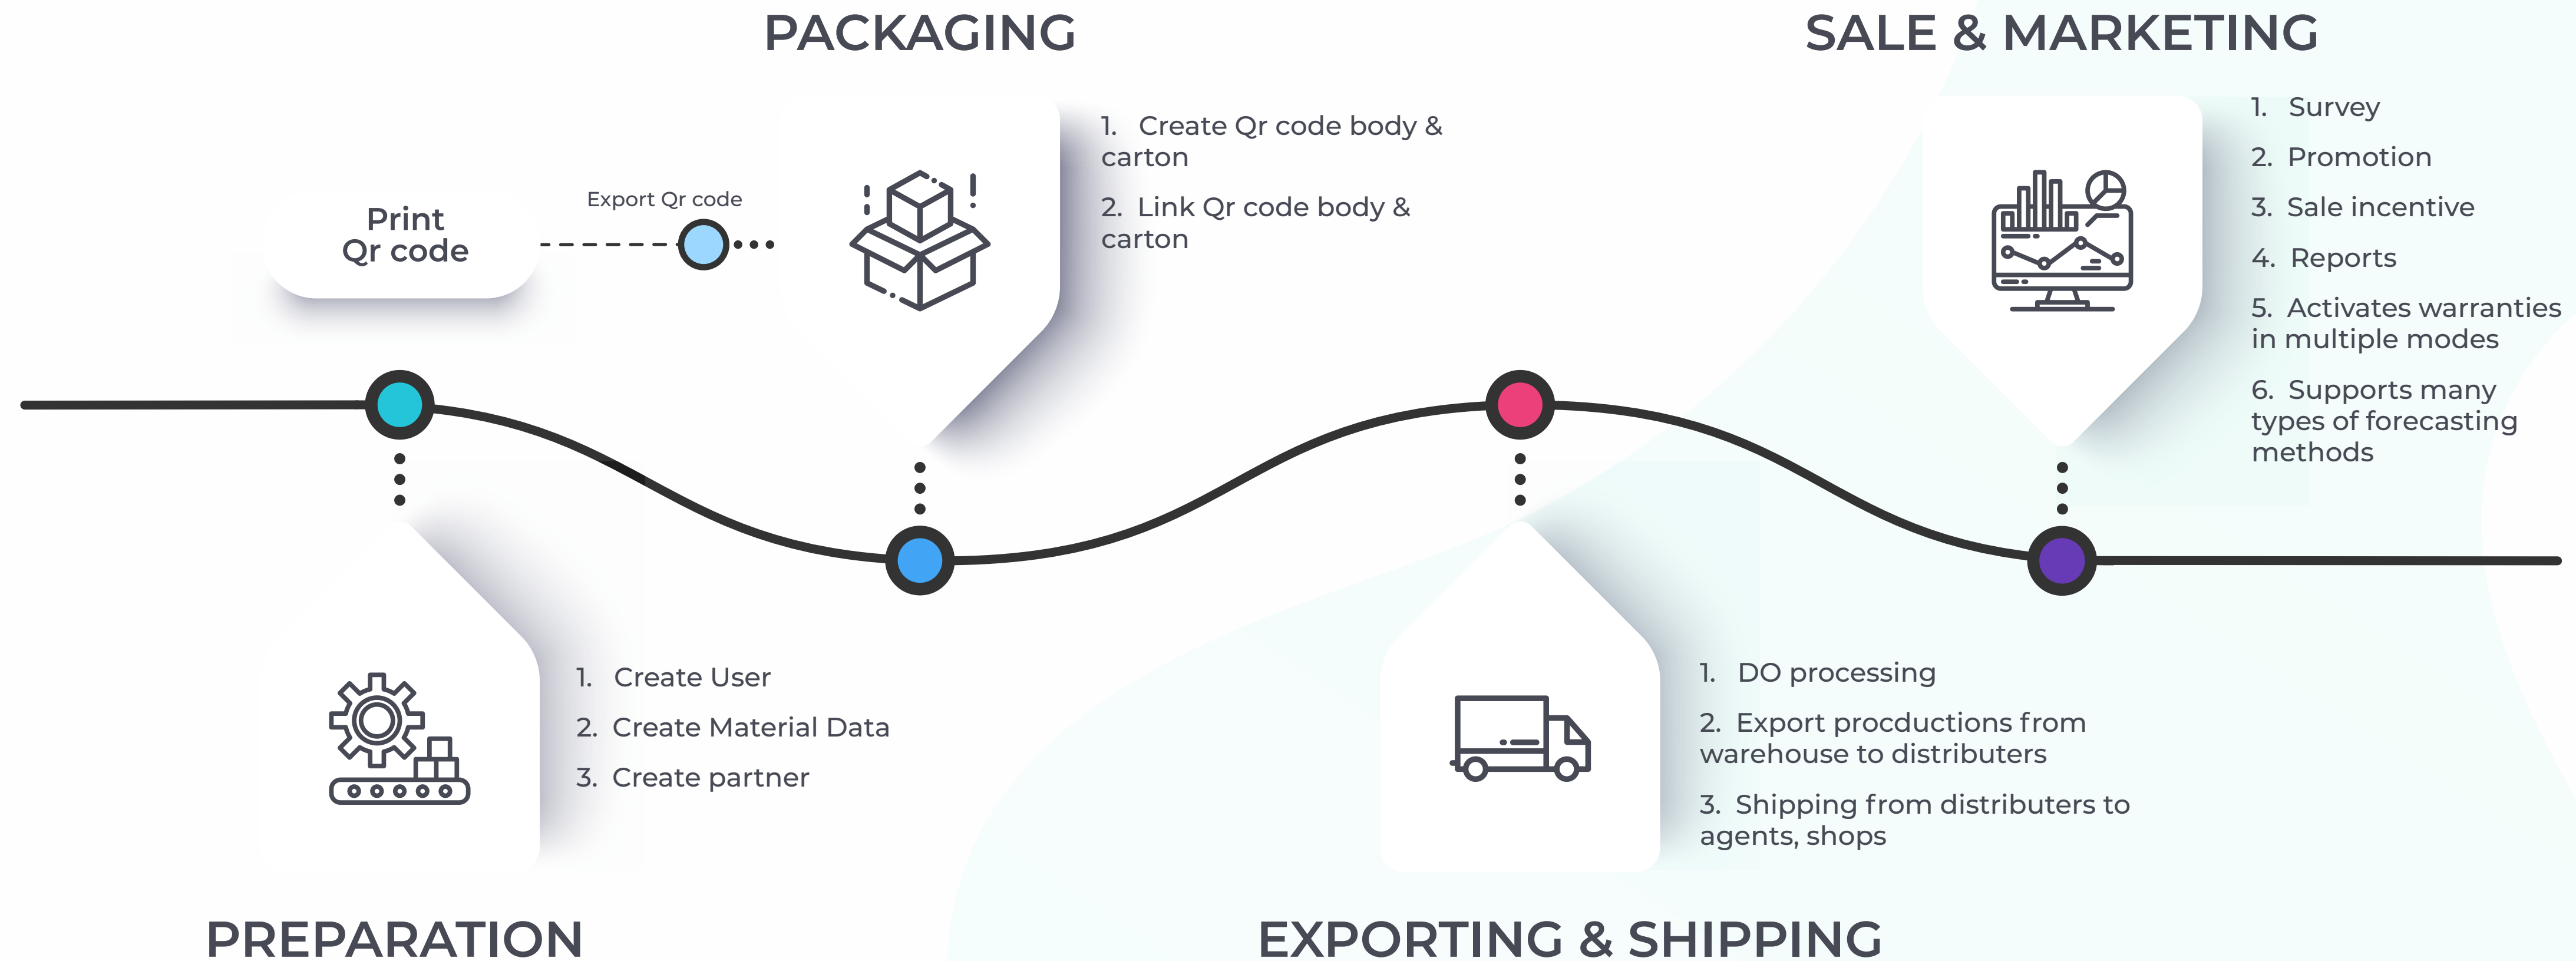 PACKAGING
SALE & MARKETING
Print
Qr code
Export Qr code
1. Create Qr code body &
carton
2. Link Qr code body &
carton
1. Survey
2. Promotion
3. Sale incentive
4. Reports
5. Activates warranties
in multiple modes
6. Supports many
types of forecasting
methods
1. Create User
2. Create Material Data
3. Create partner
1. DO processing
2. Export procductions from
warehouse to distributers
3. Shipping from distributers to
agents, shops
PREPARATION
EXPORTING & SHIPPING